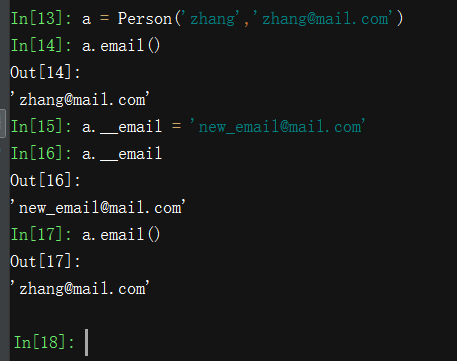 In[13]: a = Person('zhang','zhang@mail.com')
In[14]: a.email()
Out[14]:
'zhang@mail.com'
In[15]: a.__email = 'new_email@mail.com'
In[16]: a.__email
Out[16]:
'new_email@mail.com'
In[17]: a.email()
Out[17]:
'zhang@mail.com'
In[18]: